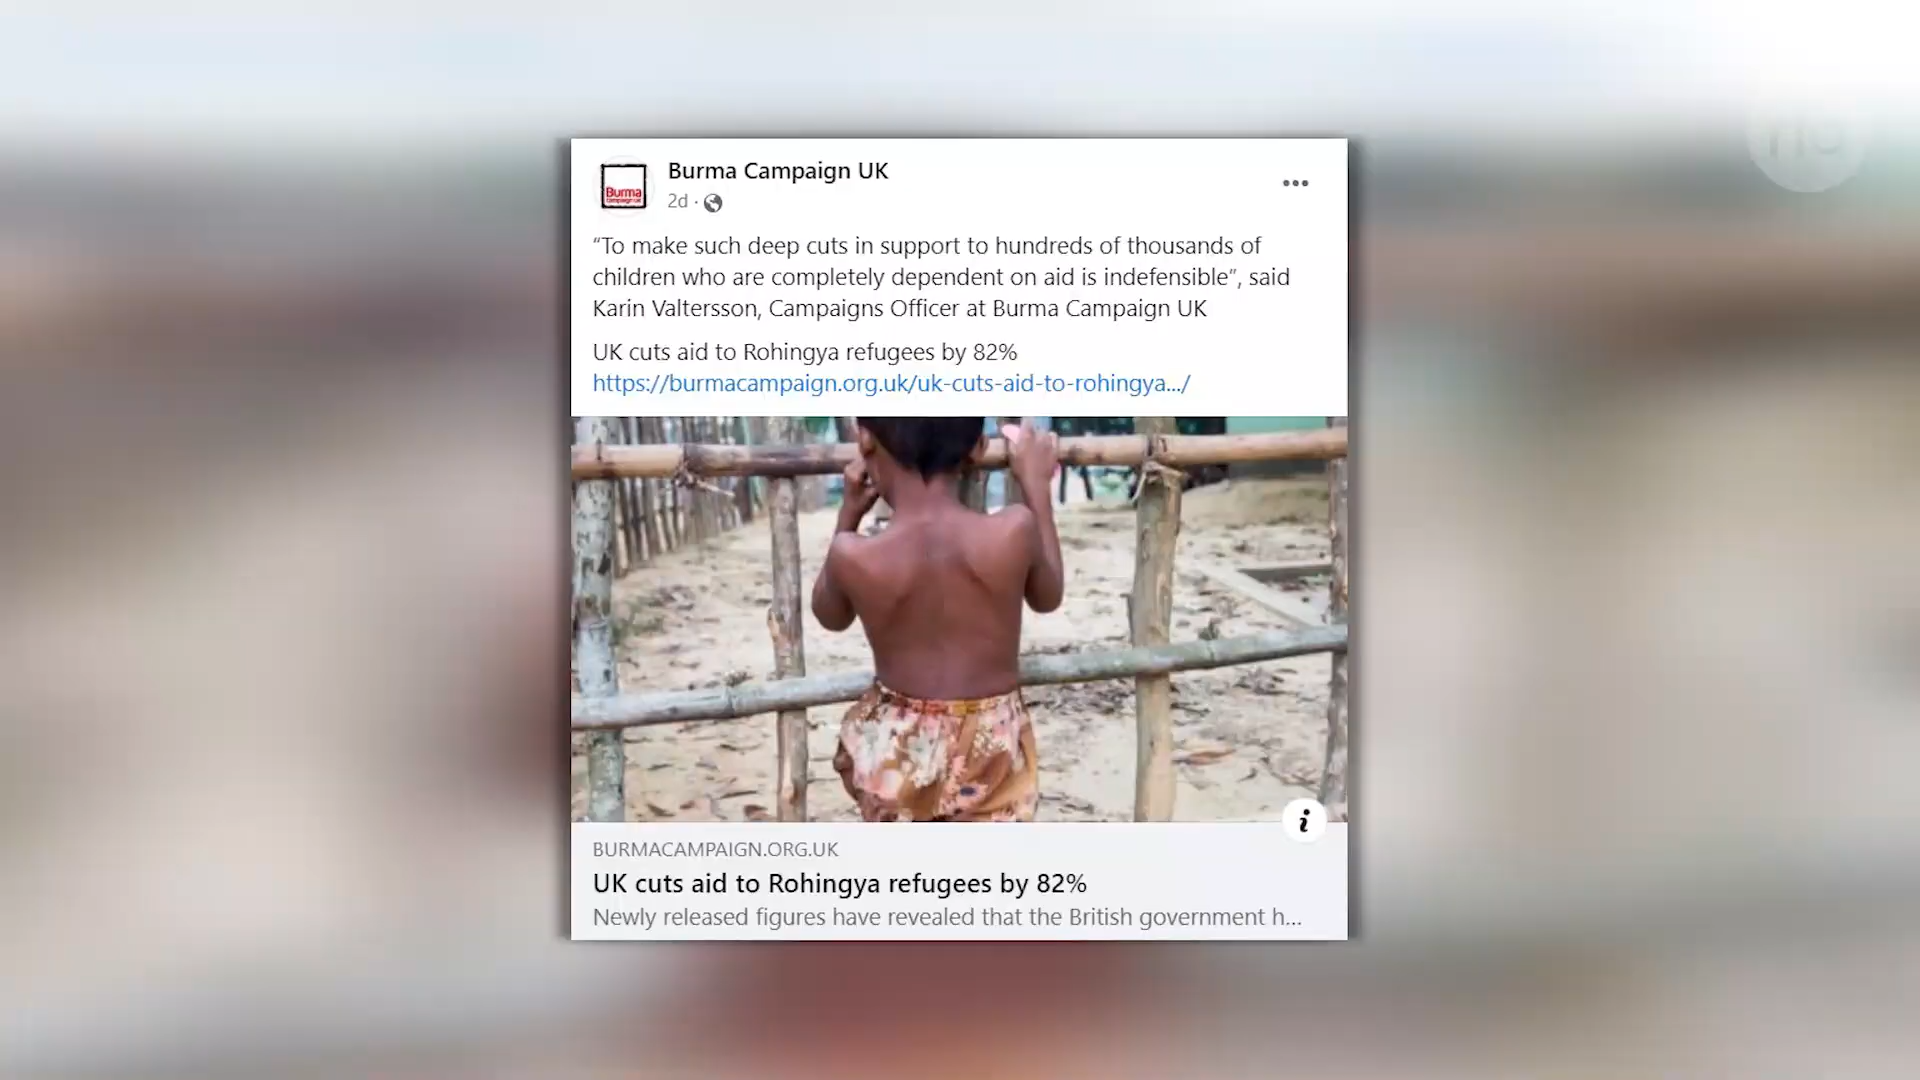 Burma Campaign UK
2d ·
Burma
campaign UK
“To make such deep cuts in support to hundreds of thousands of
children who are completely dependent on aid is indefensible”, said
Karin Valtersson, Campaigns Officer at Burma Campaign UK
UK cuts aid to Rohingya refugees by 82%
https://burmacampaign.org.uk/uk-cuts-aid-to-rohingya.../
i
BURMACAMPAIGN.ORG.UK
UK cuts aid to Rohingya refugees by 82%
Newly released figures have revealed that the British government h...